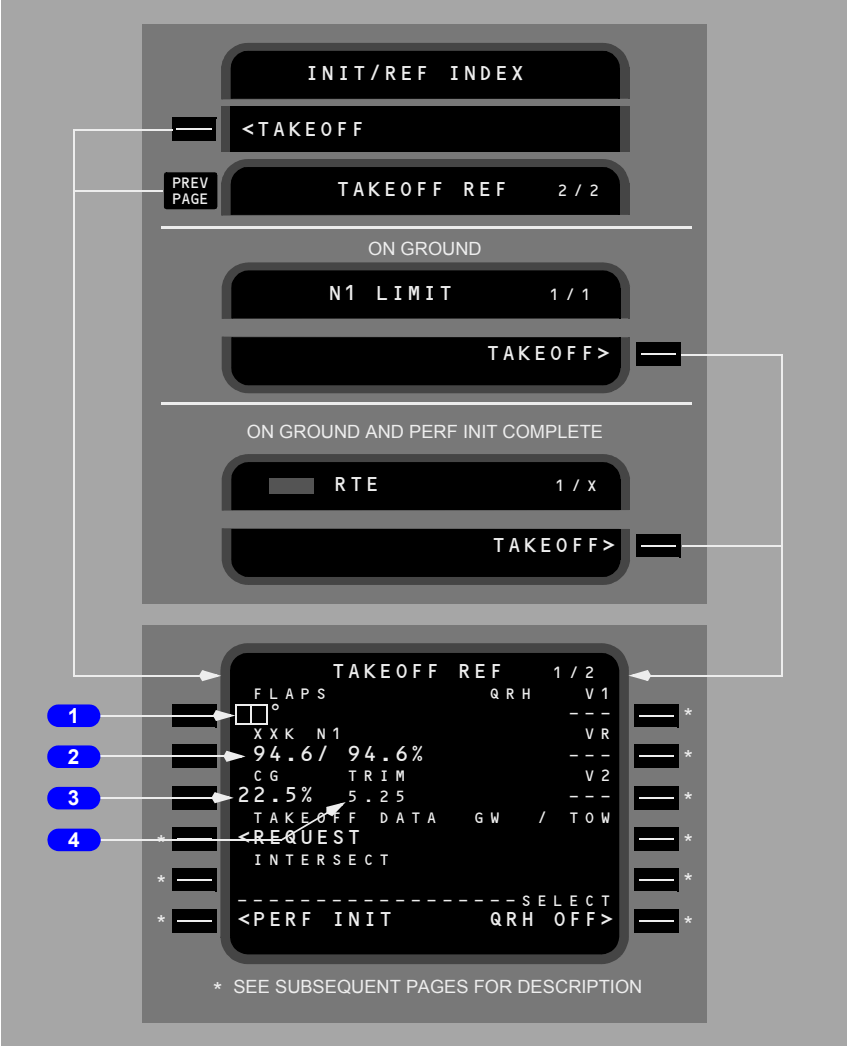 INIT/REF INDEX
<TAKEOFF
PREV
PAGE
TAKEOFF REF 2/2
ON GROUND
N1 LIMIT 1/1
TAKEOFF>
ON GROUND AND PERF INIT COMPLETE
RTE 1/X
TAKEOFF>
TAKEOFF REF 1/2
FLAPS QRH V1
1 ° --- *
XXK N1 VR
2 94.6/ 94.6% --- *
CG TRIM V2
3 22.5% 5.25 --- *
TAKEOFF DATA GW / TOW
4 * <REQUEST *
INTERSECT
* *
------------------SELECT
* <PERF INIT QRH OFF> *
* SEE SUBSEQUENT PAGES FOR DESCRIPTION